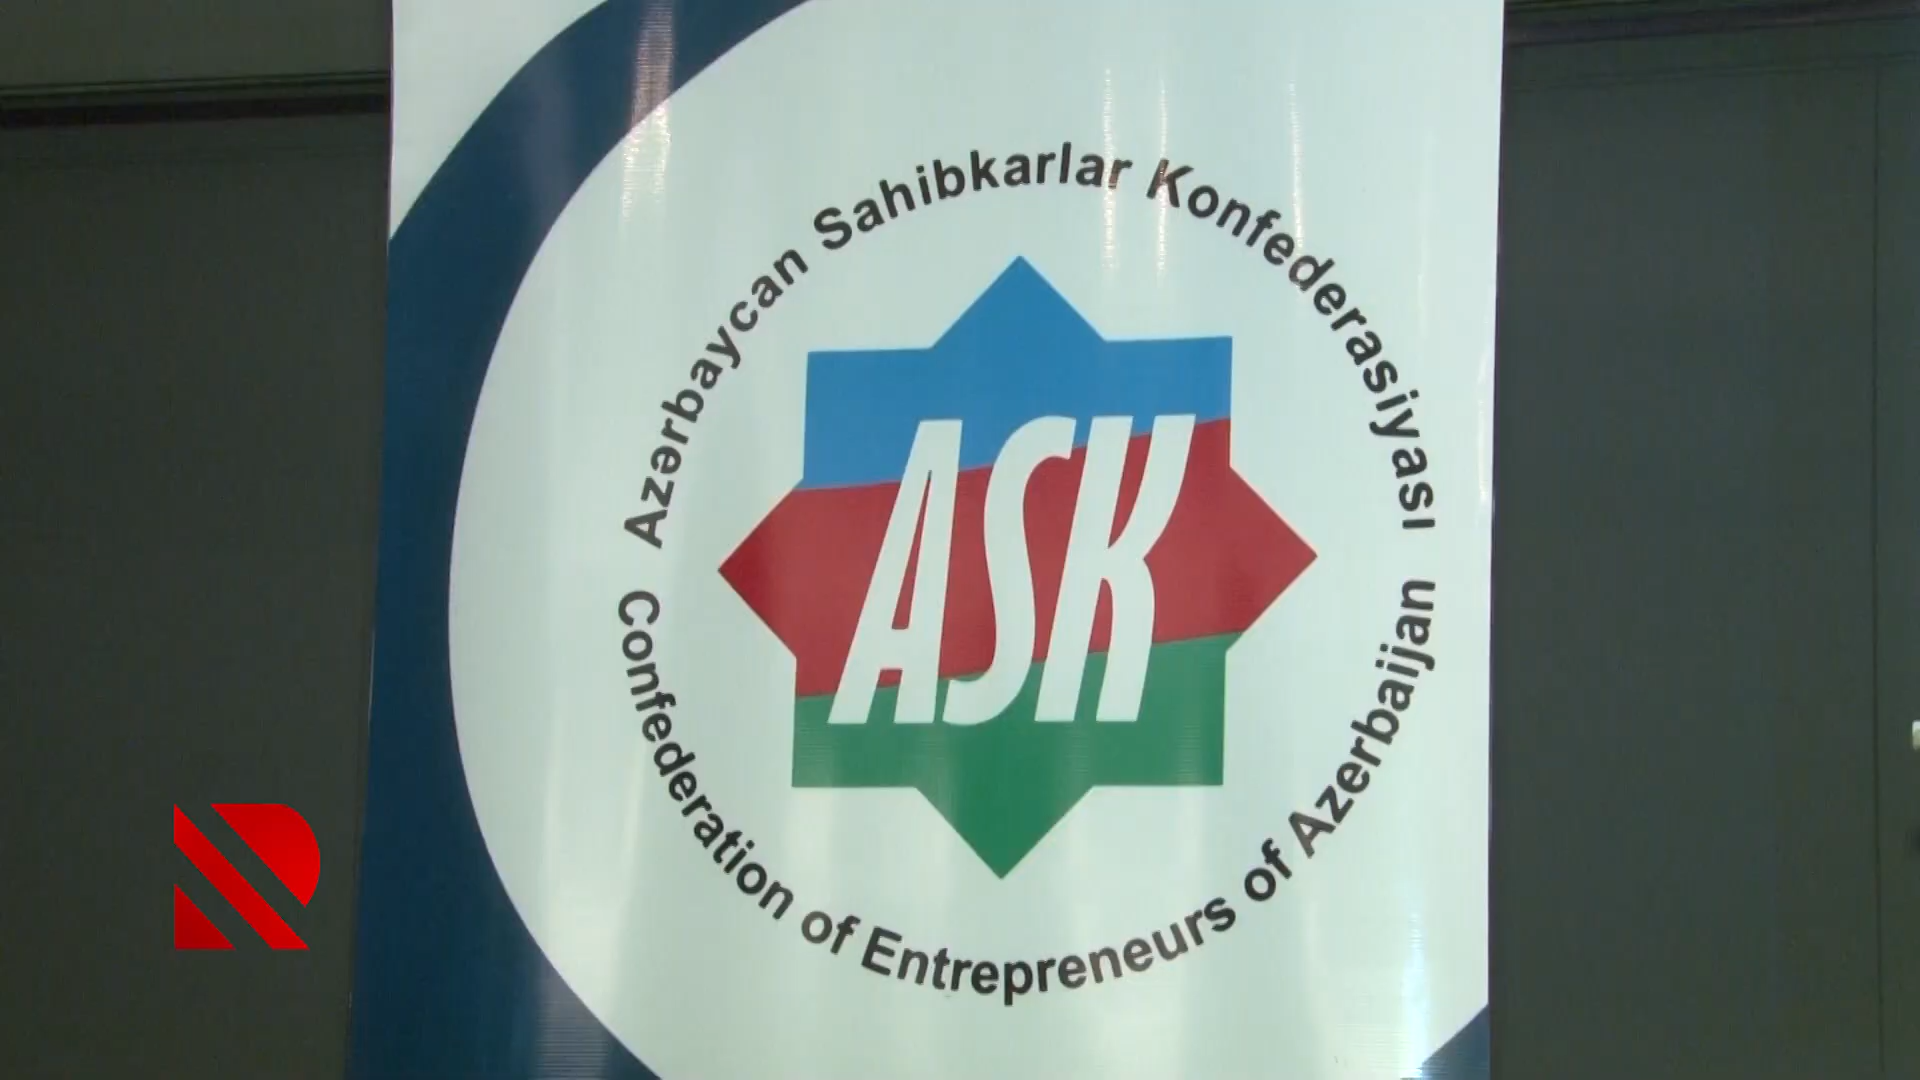 Azərbaycan Sahibkarlar Konfederasiyası
ASK
Confederation of Entrepreneurs of Azerbaijan